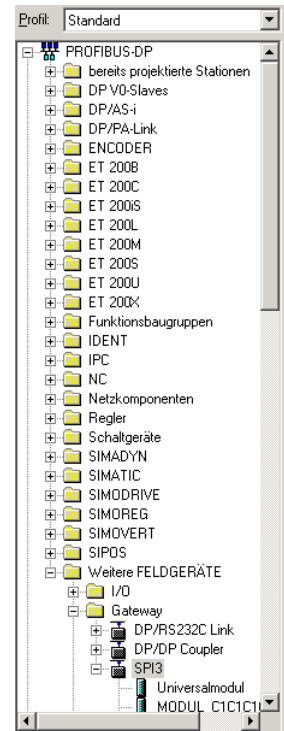 Profil: Standard
PROFIBUS-DP
bereits projektierte Stationen
DP V0-Slaves
DP/AS-i
DP/PA-Link
ENCODER
ET 200B
ET 200C
ET 200iS
ET 200L
ET 200M
ET 200S
ET 200U
ET 200X
Funktionsbaugruppen
IDENT
IPC
NC
Netzkomponenten
Regler
Schaltgeräte
SIMADYN
SIMATIC
SIMODRIVE
SIMOREG
SIMOVERT
SIPOS
Weitere FELDGERÄTE
I/O
Gateway
DP/RS232C Link
DP/DP Coupler
SPI3
Universalmodul
MODUL